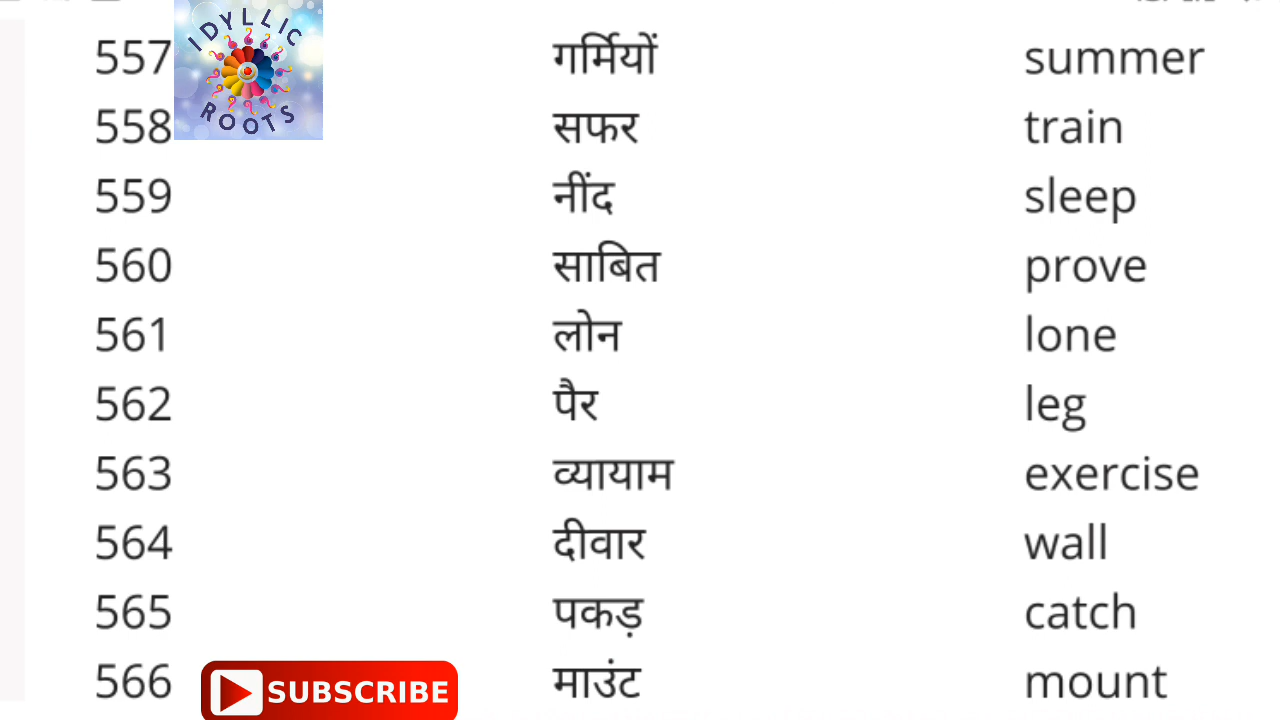 IDYLLIC
ROOTS
557 गर्मियों summer
558 सफर train
559 नींद sleep
560 साबित prove
561 लोन lone
562 पैर leg
563 व्यायाम exercise
564 दीवार wall
565 पकड़ catch
566 माउंट mount
SUBSCRIBE